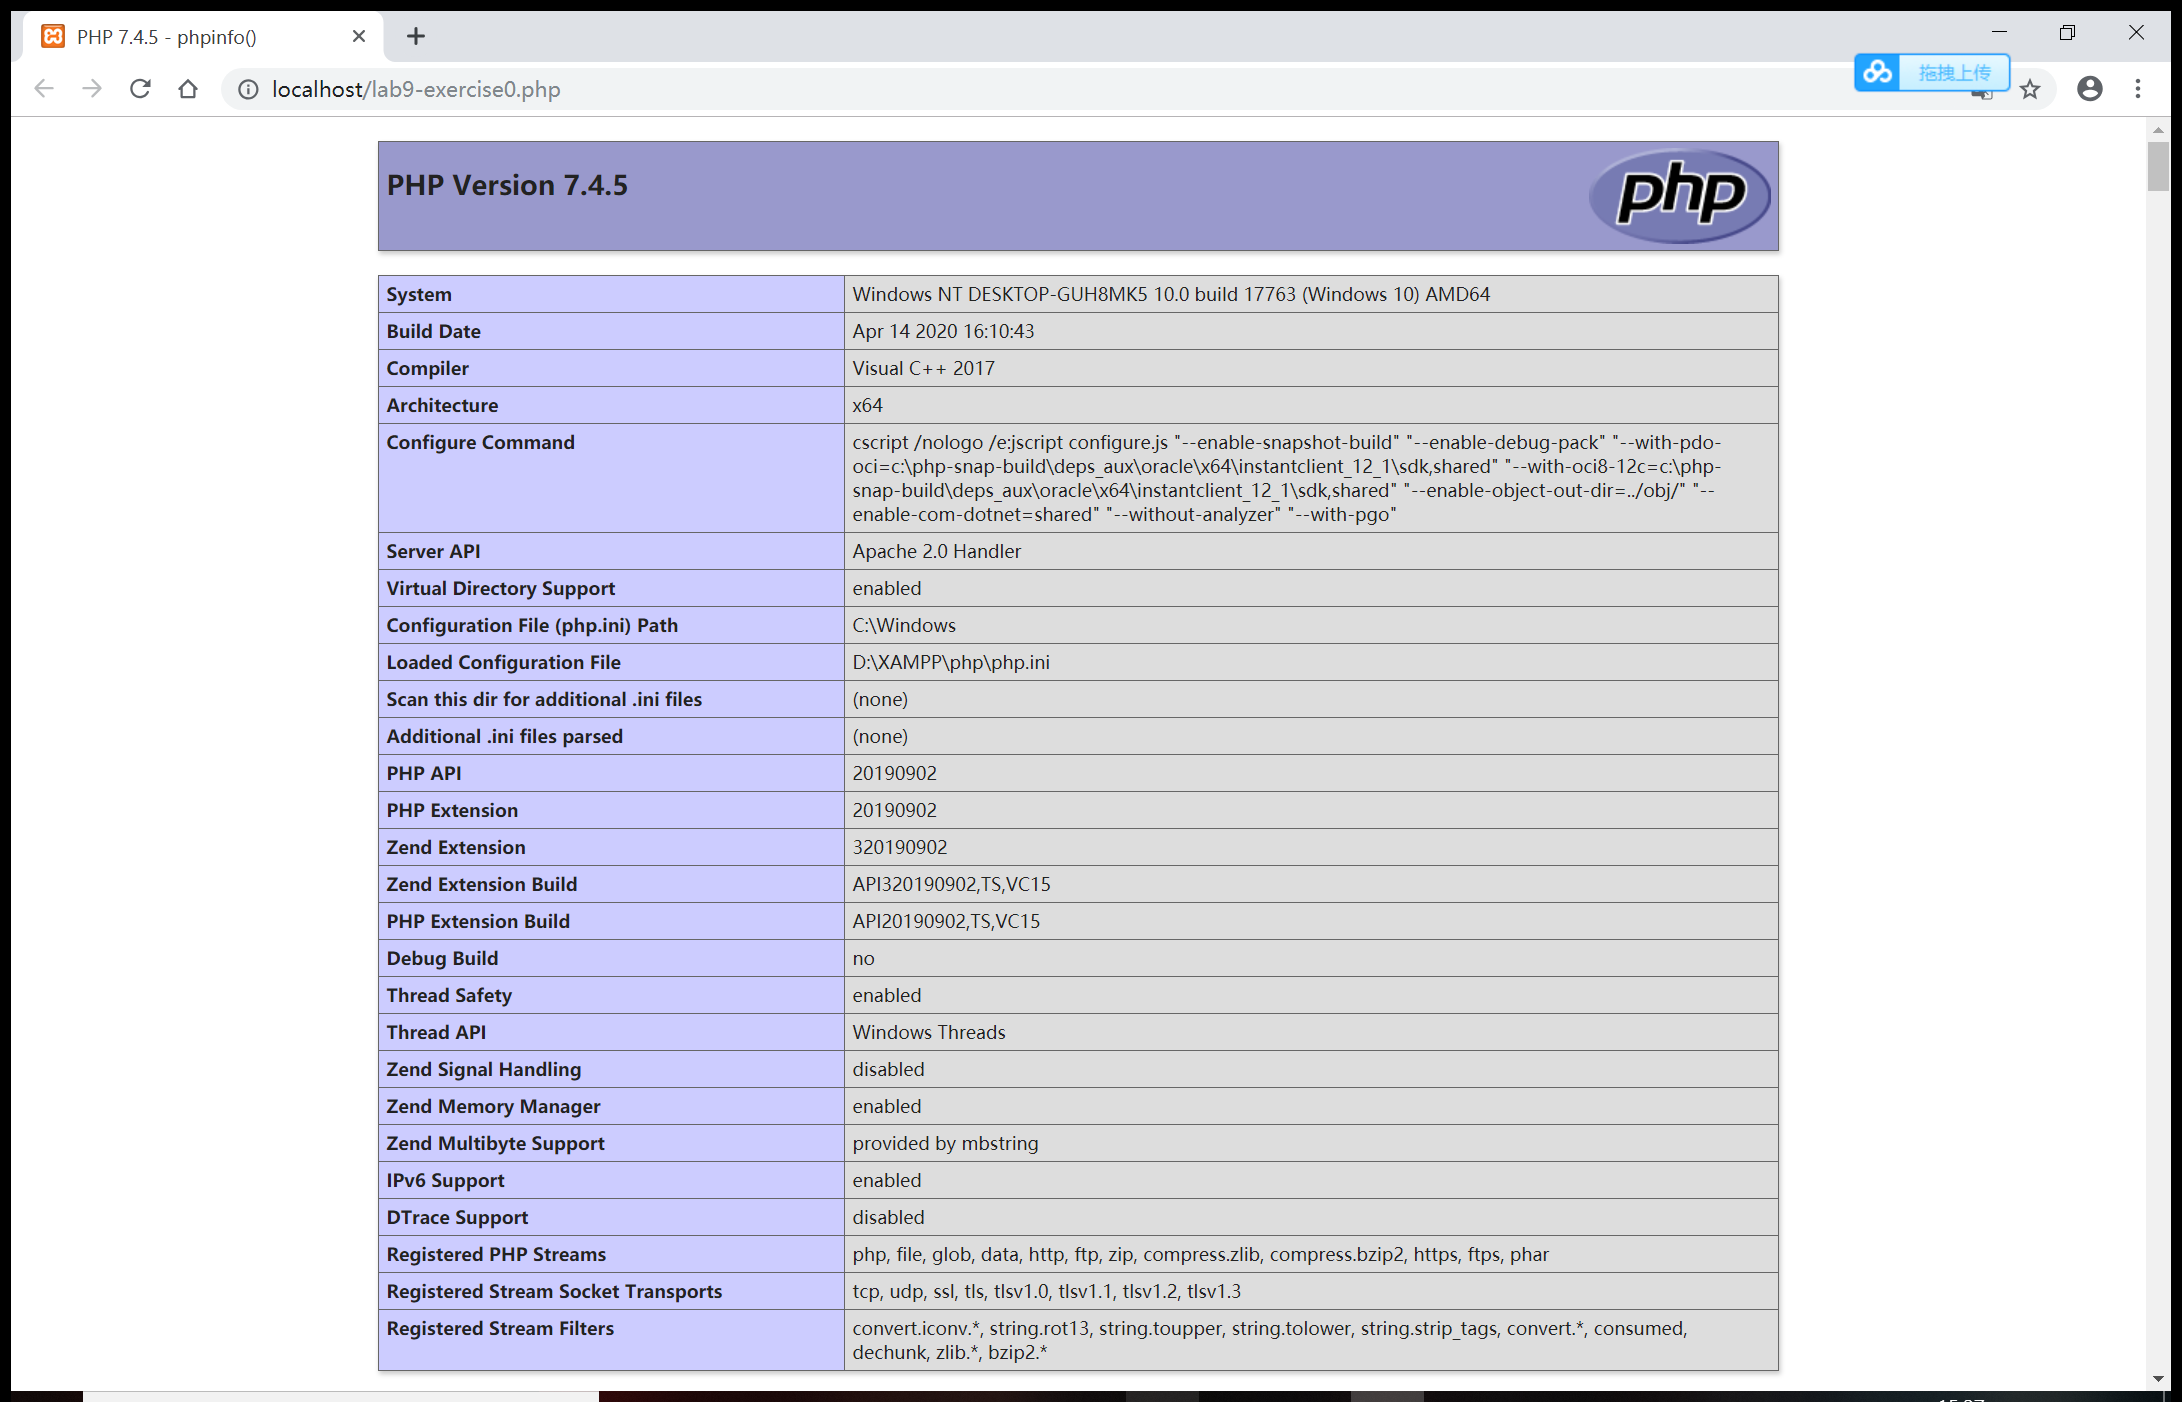 PHP 7.4.5 - phpinfo()
拖拽上传
localhost/lab9-exercise0.php
PHP Version 7.4.5
php
System Windows NT DESKTOP-GUH8MK5 10.0 build 17763 (Windows 10) AMD64
Build Date Apr 14 2020 16:10:43
Compiler Visual C++ 2017
Architecture x64
Configure Command cscript /nologo /e:jscript configure.js "--enable-snapshot-build" "--enable-debug-pack" "--with-pdo-
oci=c:\php-snap-build\deps_aux\oracle\x64\instantclient_12_1\sdk,shared" "--with-oci8-12c=c:\php-
snap-build\deps_aux\oracle\x64\instantclient_12_1\sdk,shared" "--enable-object-out-dir=../obj/" "--
enable-com-dotnet=shared" "--without-analyzer" "--with-pgo"
Server API Apache 2.0 Handler
Virtual Directory Support enabled
Configuration File (php.ini) Path C:\Windows
Loaded Configuration File D:\XAMPP\php\php.ini
Scan this dir for additional .ini files (none)
Additional .ini files parsed (none)
PHP API 20190902
PHP Extension 20190902
Zend Extension 320190902
Zend Extension Build API320190902,TS,VC15
PHP Extension Build API20190902,TS,VC15
Debug Build no
Thread Safety enabled
Thread API Windows Threads
Zend Signal Handling disabled
Zend Memory Manager enabled
Zend Multibyte Support provided by mbstring
IPv6 Support enabled
DTrace Support disabled
Registered PHP Streams php, file, glob, data, http, ftp, zip, compress.zlib, compress.bzip2, https, ftps, phar
Registered Stream Socket Transports tcp, udp, ssl, tls, tlsv1.0, tlsv1.1, tlsv1.2, tlsv1.3
Registered Stream Filters convert.iconv.*, string.rot13, string.toupper, string.tolower, string.strip_tags, convert.*, consumed,
dechunk, zlib.*, bzip2.*